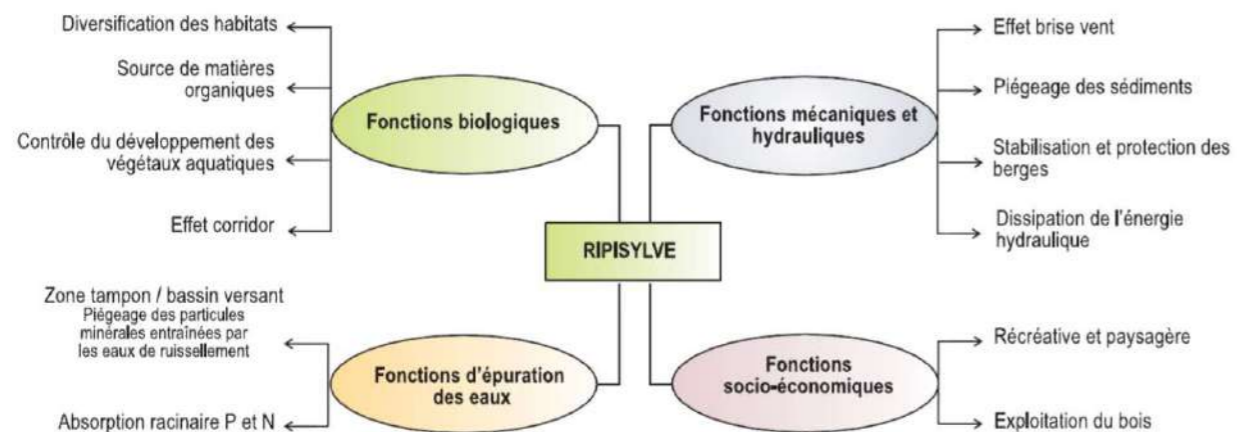 Diversification des habitats
Source de matières
organiques
Contrôle du développement des
végétaux aquatiques
Effet corridor
Fonctions biologiques
Fonctions mécaniques et
hydrauliques
Effet brise vent
Piégeage des sédiments
Stabilisation et protection des
berges
Dissipation de l'énergie
hydraulique
RIPISYLVE
Zone tampon / bassin versant
Piégeage des particules
minérales entraînées par
les eaux de ruissellement
Absorption racinaire P et N
Fonctions d'épuration
des eaux
Fonctions
socio-économiques
Récréative et paysagère
Exploitation du bois